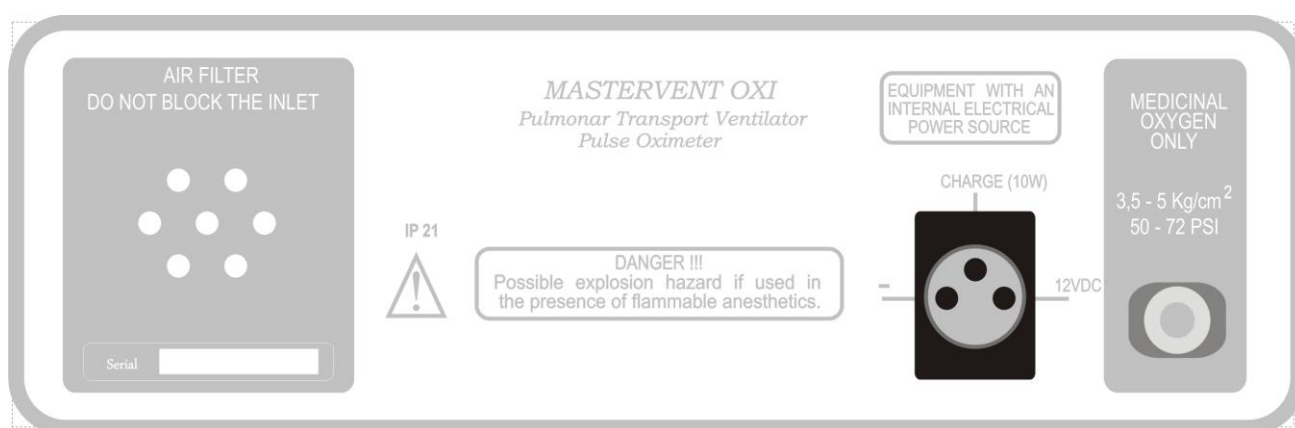 AIR FILTER
DO NOT BLOCK THE INLET
Serial
MASTERVENT OXI
Pulmonar Transport Ventilator
Pulse Oximeter
IP 21
DANGER !!!
Possible explosion hazard if used in
the presence of flammable anesthetics.
EQUIPMENT WITH AN
INTERNAL ELECTRICAL
POWER SOURCE
CHARGE (10W)
-
12VDC
MEDICINAL
OXYGEN
ONLY
3,5 - 5 Kg/cm²
50 - 72 PSI